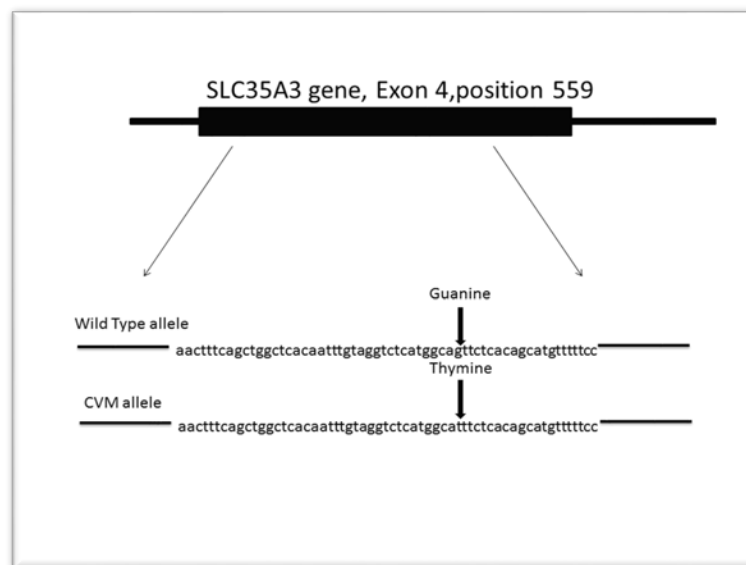 SLC35A3 gene, Exon 4,position 559
Guanine
Wild Type allele
aactttcagctggctcacaatttgtaggtctcatggcagttctcacagcatgtttttcc
Thymine
CVM allele
aactttcagctggctcacaatttgtaggtctcatggcatttctcacagcatgtttttcc